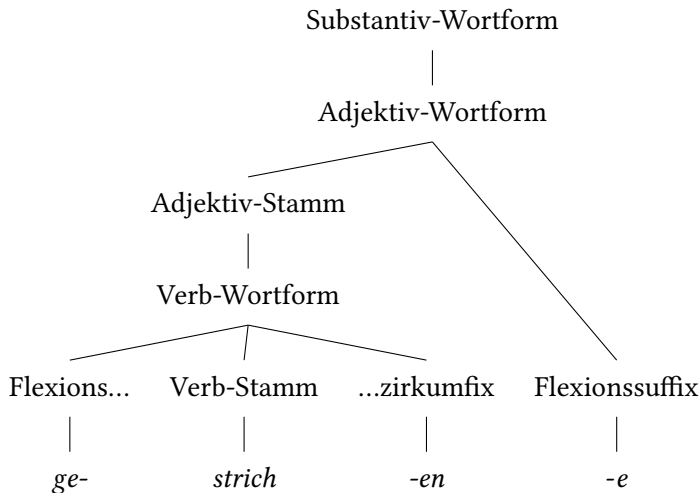 Substantiv-Wortform
Adjektiv-Wortform
Adjektiv-Stamm
Verb-Wortform
Flexions... Verb-Stamm ...zirkumfix Flexionssuffix
ge- strich -en -e